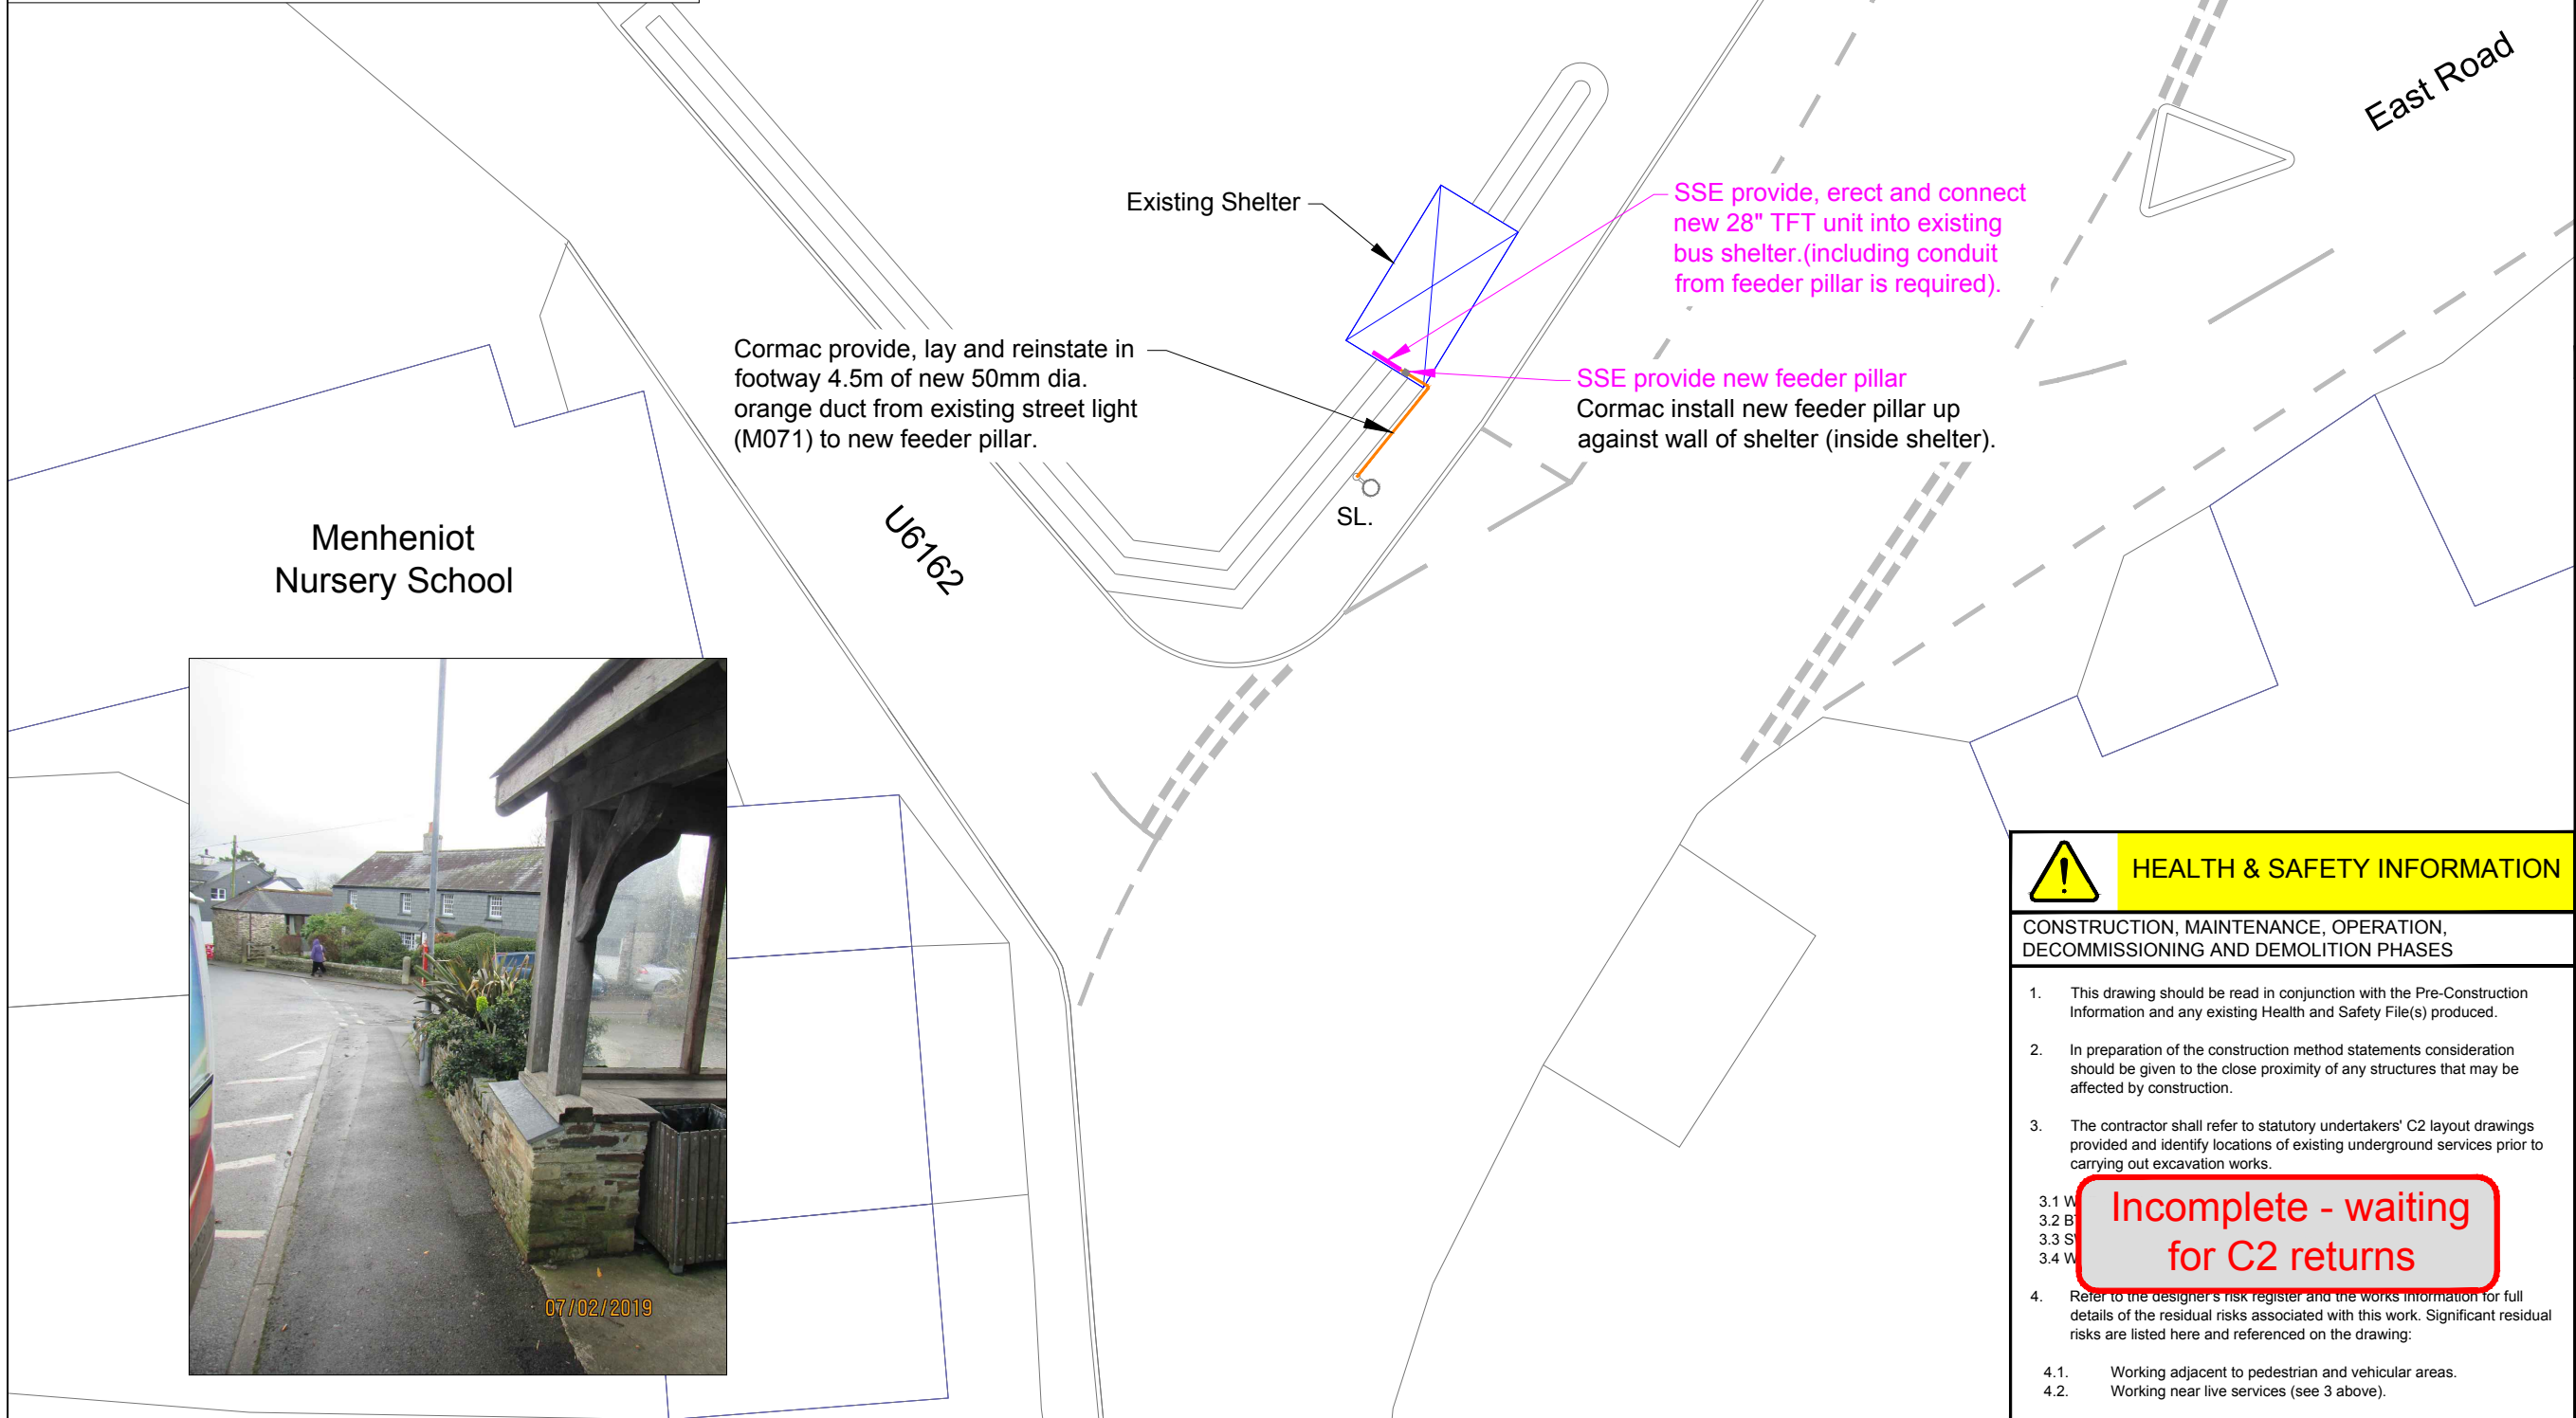 East Road
Existing Shelter
SSE provide, erect and connect
new 28" TFT unit into existing
bus shelter.(including conduit
from feeder pillar is required).
Cormac provide, lay and reinstate in
footway 4.5m of new 50mm dia.
orange duct from existing street light
(M071) to new feeder pillar.
SSE provide new feeder pillar
Cormac install new feeder pillar up
against wall of shelter (inside shelter).
SL.
U6162
Menheniot
Nursery School
07/02/2019
HEALTH & SAFETY INFORMATION
CONSTRUCTION, MAINTENANCE, OPERATION,
DECOMMISSIONING AND DEMOLITION PHASES
1. This drawing should be read in conjunction with the Pre-Construction
Information and any existing Health and Safety File(s) produced.
2. In preparation of the construction method statements consideration
should be given to the close proximity of any structures that may be
affected by construction.
3. The contractor shall refer to statutory undertakers' C2 layout drawings
provided and identify locations of existing underground services prior to
carrying out excavation works.
3.1 W
3.2
3.3
3.4 W
Incomplete - waiting
for C2 returns
4. Refer to the designer's risk register and the works information for full
details of the residual risks associated with this work. Significant residual
risks are listed here and referenced on the drawing:
4.1. Working adjacent to pedestrian and vehicular areas.
4.2. Working near live services (see 3 above).